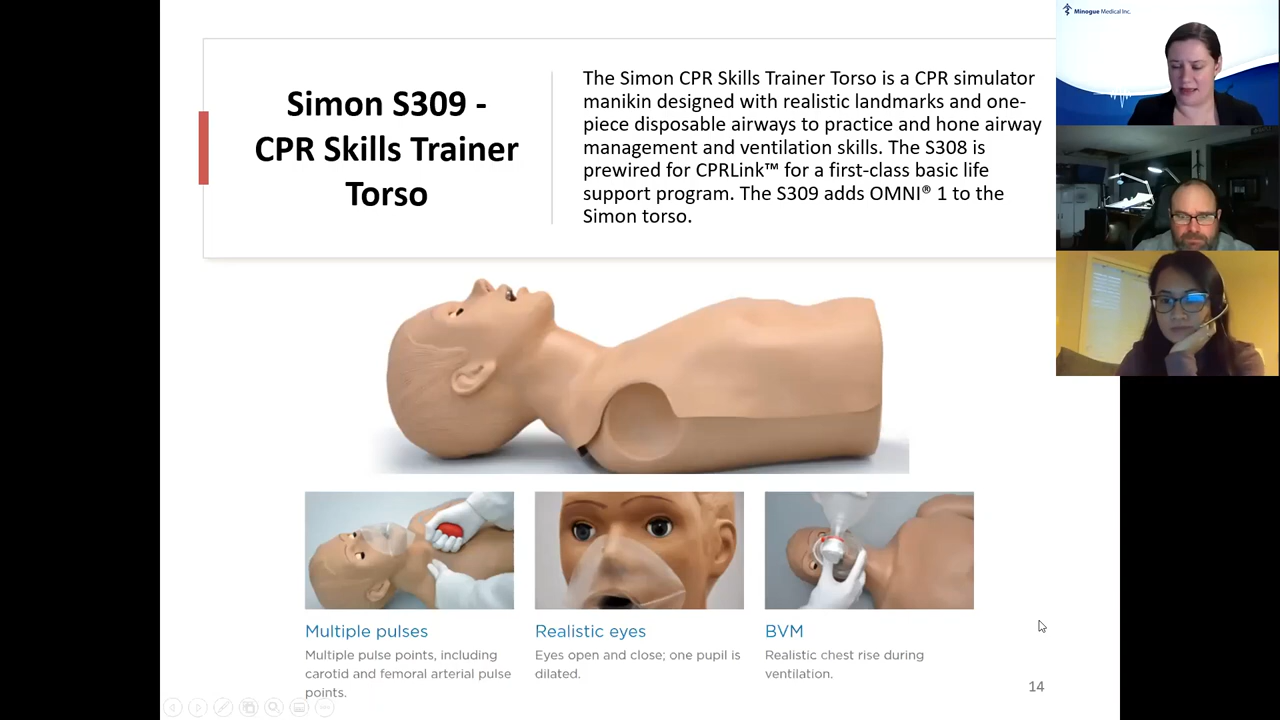 Simon S309 -
CPR Skills Trainer
Torso
The Simon CPR Skills Trainer Torso is a CPR simulator
manikin designed with realistic landmarks and one-
piece disposable airways to practice and hone airway
management and ventilation skills. The S308 is
prewired for CPRLink™ for a first-class basic life
support program. The S309 adds OMNI® 1 to the
Simon torso.
Minogue Medical Inc.
Multiple pulses
Multiple pulse points, including
carotid and femoral arterial pulse
points.
Realistic eyes
Eyes open and close; one pupil is
dilated.
BVM
Realistic chest rise during
ventilation.
14